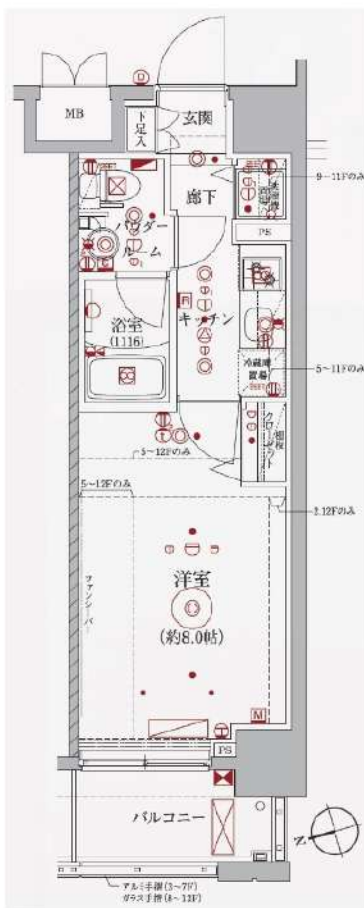 D
MB
下足入
玄関
9~11Fのみ
洗濯機
置場
廊下
パウダー
ルーム
PS
R
キッチン
浴室
(1116)
冷蔵庫
置場
5~11Fのみ
クローゼット
5~12Fのみ
5~12Fのみ
2,12Fのみ
洋室
(約8.0帖)
M
PS
バルコニー
N
アルミ手摺(3~7F)
ガラス手摺(8~12F)